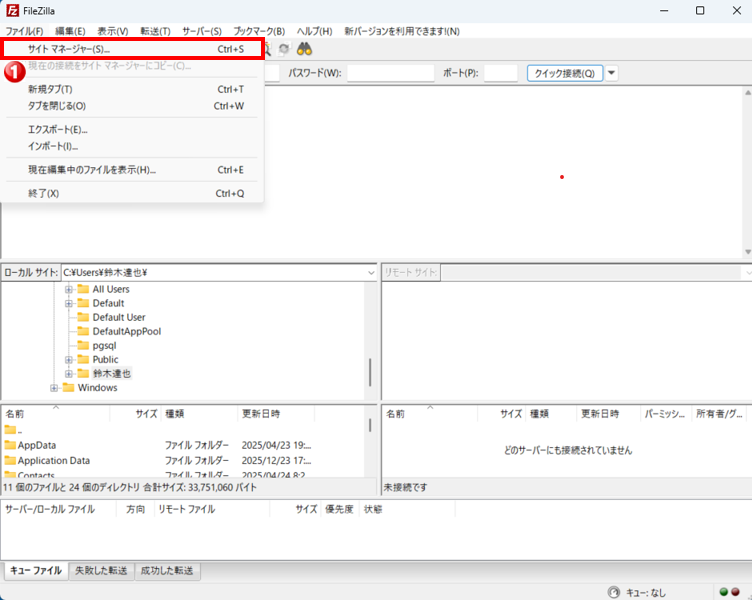 FileZilla
ファイル(F) 編集(E) 表示(V) 転送(T) サーバー(S) ブックマーク(B) ヘルプ(H) 新バージョンを利用できます!(N)
サイト マネージャー(S)... Ctrl+S
1
現在の接続をサイト マネージャーにコピー(C)...
パスワード(W): ポート(P): クイック接続(Q)
新規タブ(T) Ctrl+T
タブを閉じる(O) Ctrl+W
エクスポート(E)...
インポート(I)...
現在編集中のファイルを表示(H)... Ctrl+E
終了(X) Ctrl+Q
ローカル サイト: C:¥Users¥鈴木達也¥
リモート サイト:
All Users
Default
Default User
DefaultAppPool
pgsql
Public
鈴木達也
Windows
名前 サイズ 種類 更新日時
..
AppData ファイル フォルダー 2025/04/23 19:...
Application Data ファイル フォルダー 2025/12/23 17:...
Contacts ファイル フォルダー 2025/04/24 8:2...
11 個のファイルと 24 個のディレクトリ 合計サイズ: 33,751,060 バイト
名前 サイズ 種類 更新日時 パーミッシ... 所有者/グ...
どのサーバーにも接続されていません
未接続です
サーバー/ローカル ファイル 方向 リモート ファイル サイズ 優先度 状態
キュー ファイル 失敗した転送 成功した転送
キュー: なし